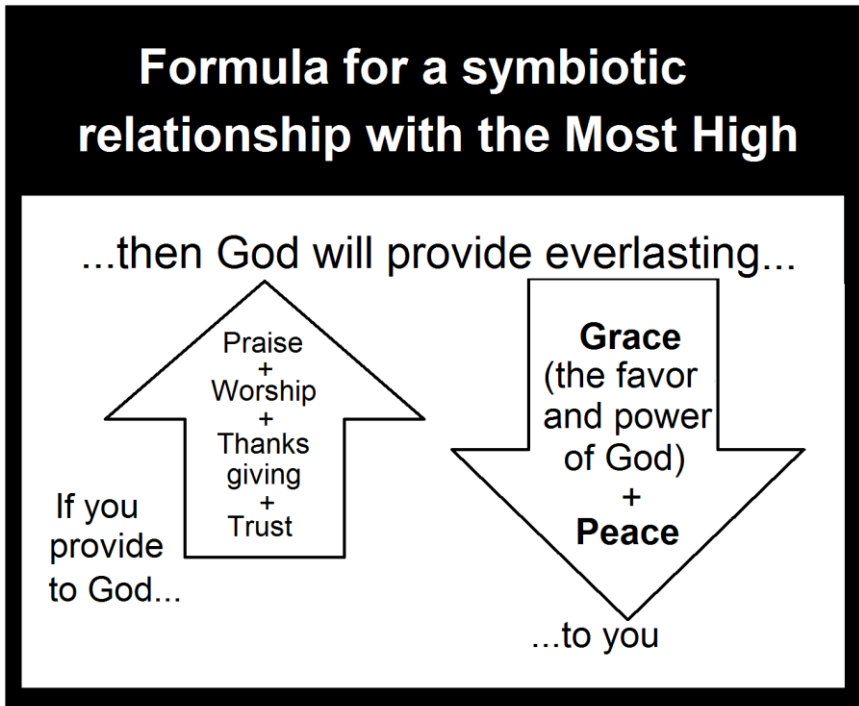 Formula for a symbiotic
relationship with the Most High
If you
provide
to God...
Praise
+
Worship
+
Thanks
giving
+
Trust
...then God will provide everlasting...
Grace
(the favor
and power
of God)
+
Peace
...to you